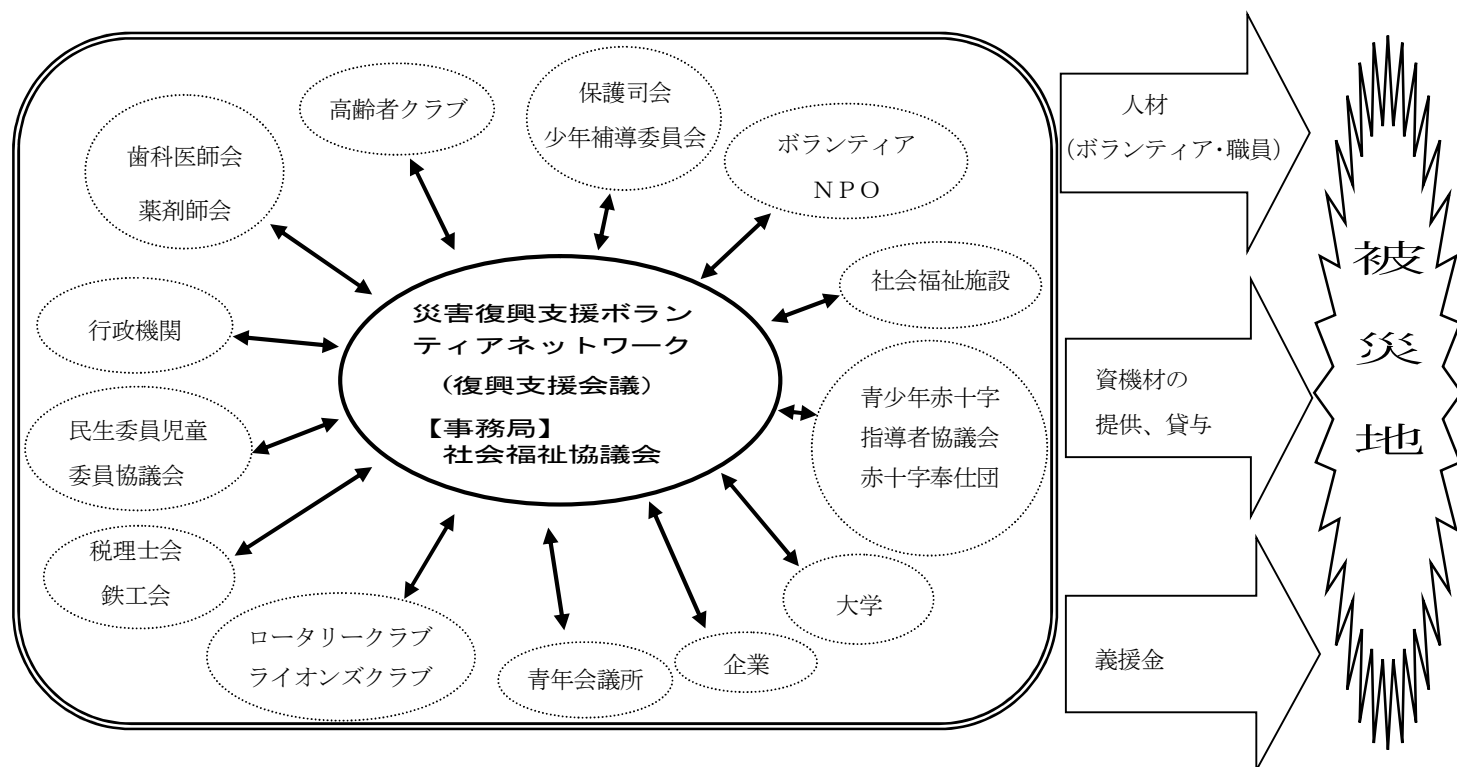 高齢者クラブ
保護司会
少年補導委員会
ボランティア
ＮＰＯ
歯科医師会
薬剤師会
社会福祉施設
行政機関
災害復興支援ボラン
ティアネットワーク
（復興支援会議）
【事務局】
社会福祉協議会
青少年赤十字
指導者協議会
赤十字奉仕団
民生委員児童
委員協議会
税理士会
鉄工会
ロータリークラブ
ライオンズクラブ
青年会議所
企業
大学
人材
（ボランティア・職員）
資機材の
提供、貸与
義援金
被
災
地